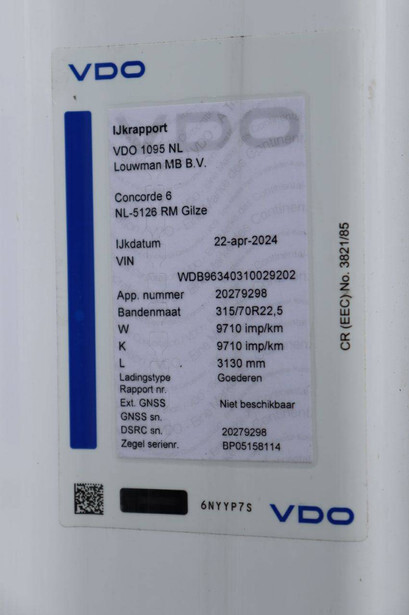 VDO
IJkrapport
VDO 1095 NL
Louwman MB B.V.
Concorde 6
NL-5126 RM Gilze
IJkdatum 22-apr-2024
VIN
WDB96340310029202
App. nummer 20279298
Bandenmaat 315/70R22,5
W 9710 imp/km
K 9710 imp/km
L 3130 mm
Ladingstype Goederen
Rapport nr.
Ext. GNSS Niet beschikbaar
GNSS sn.
DSRC sn. 20279298
Zegel serienr. BP05158114
CR (EEC) No. 3821/85
6NYYP7S
VDO